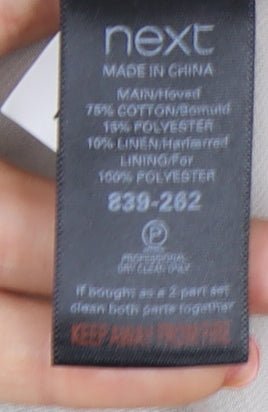 next
MADE IN CHINA
MAIN/Hoved
75% COTTON/Bomuld
15% POLYESTER
10% LINEN/Hørlærred
LINING/For
100% POLYESTER
839-262
P
PROFESSIONAL
DRY CLEAN ONLY
If bought as a 2 part set
clean both parts together
KEEP AWAY FROM FIRE